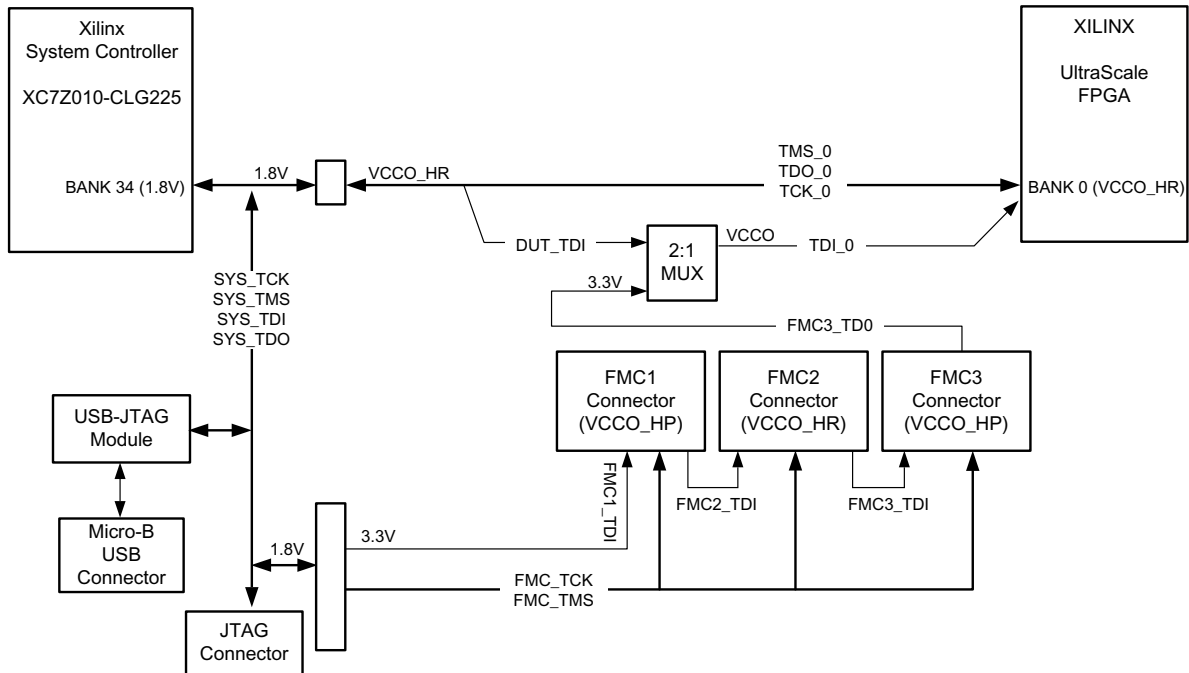 Xilinx
System Controller
XC7Z010-CLG225
BANK 34 (1.8V)
1.8V
VCCO_HR
TMS_0
TDO_0
TCK_0
XILINX
UltraScale
FPGA
BANK 0 (VCCO_HR)
DUT_TDI
2:1
MUX
VCCO
TDI_0
3.3V
FMC3_TD0
SYS_TCK
SYS_TMS
SYS_TDI
SYS_TDO
FMC1
Connector
(VCCO_HP)
FMC2
Connector
(VCCO_HR)
FMC3
Connector
(VCCO_HP)
USB-JTAG
Module
Micro-B
USB
Connector
FMC1_TDI
FMC2_TDI
FMC3_TDI
1.8V
3.3V
FMC_TCK
FMC_TMS
JTAG
Connector